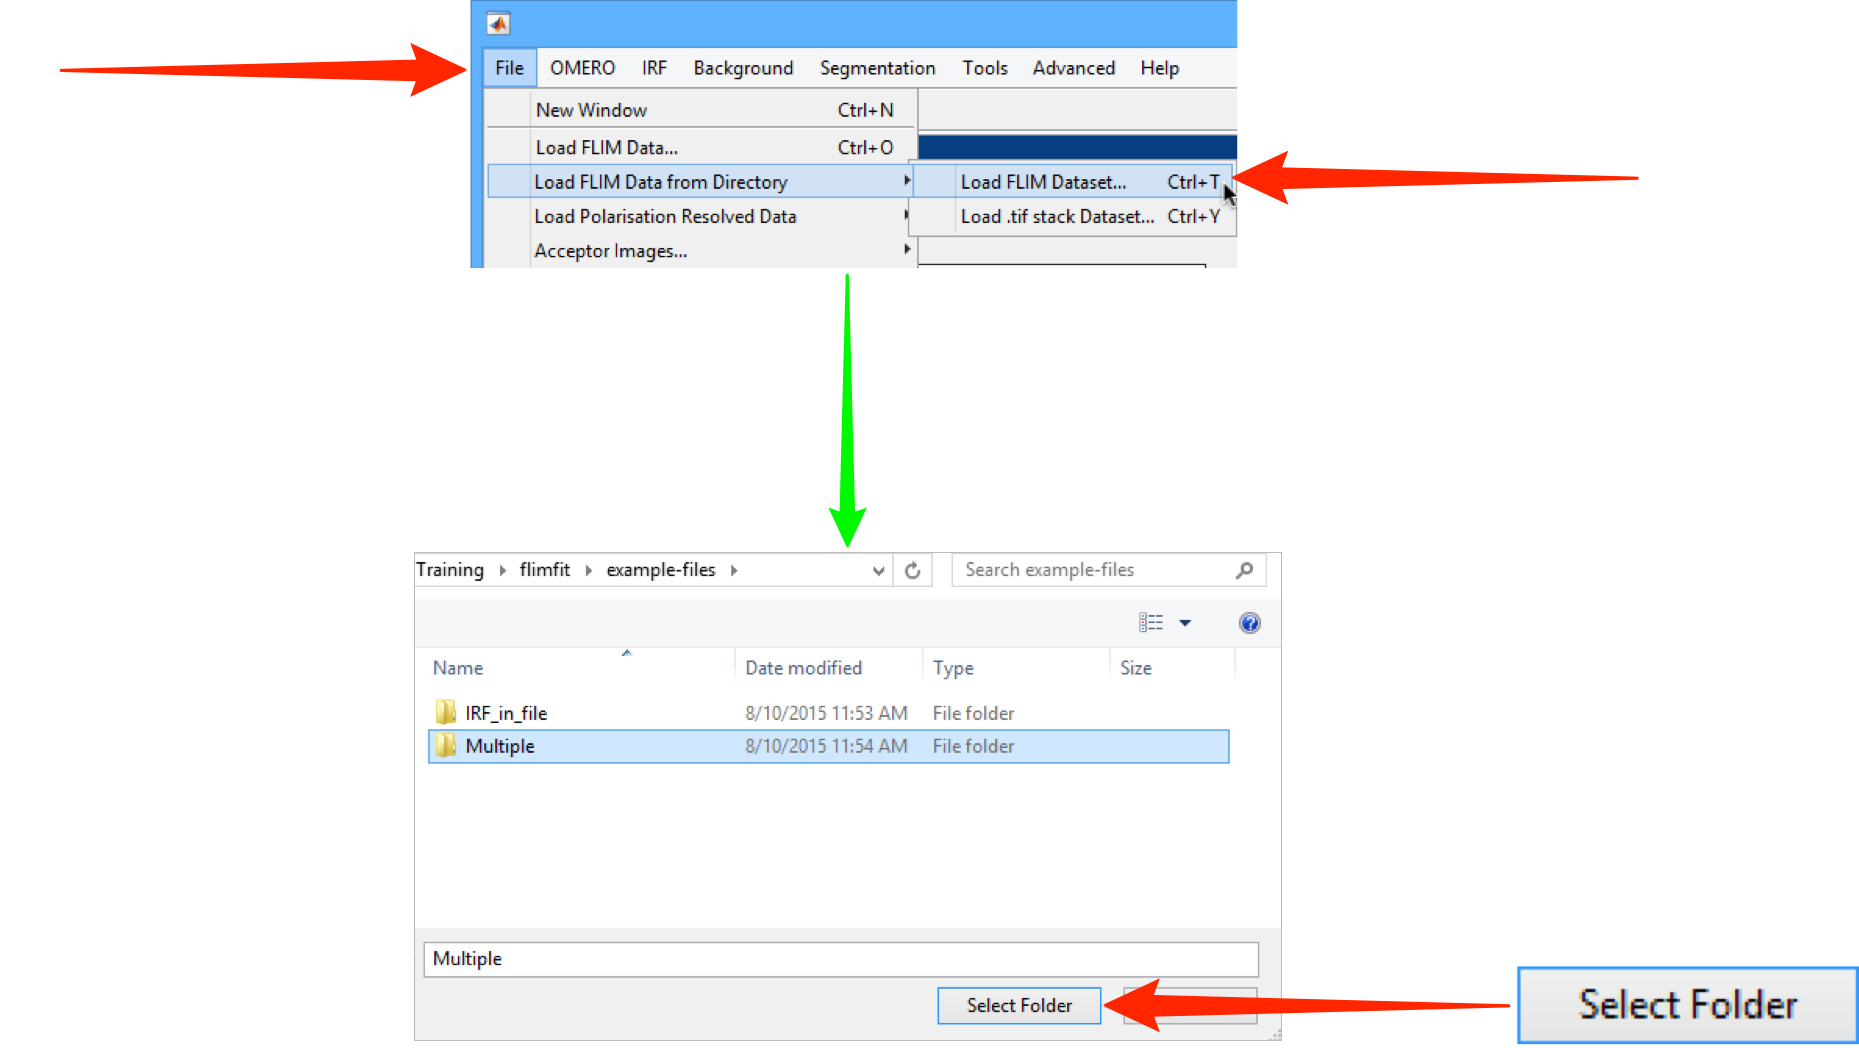 File OMERO IRF Background Segmentation Tools Advanced Help
New Window Ctrl+N
Load FLIM Data... Ctrl+O
Load FLIM Data from Directory Load FLIM Dataset... Ctrl+T
Load Polarisation Resolved Data Load .tif stack Dataset... Ctrl+Y
Acceptor Images...
Training flimfit example-files Search example-files
Name Date modified Type Size
IRF_in_file 8/10/2015 11:53 AM File folder
Multiple 8/10/2015 11:54 AM File folder
Multiple
Select Folder
Select Folder